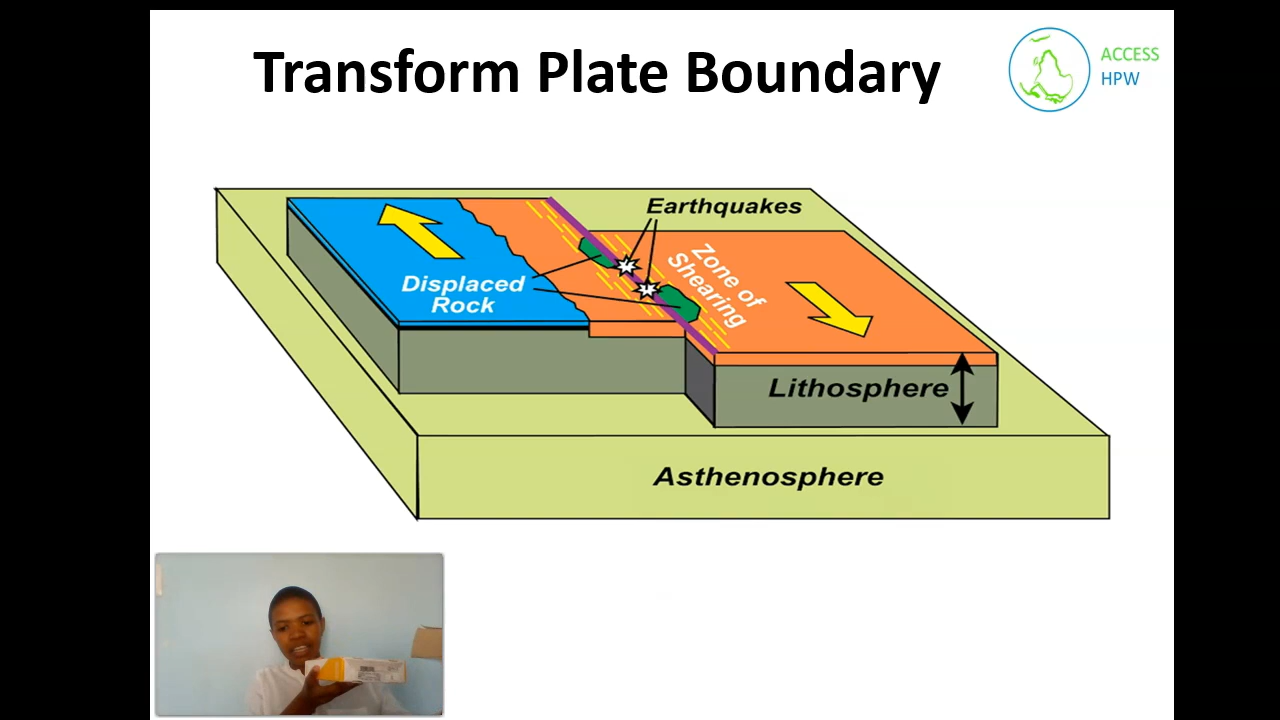 Transform Plate Boundary
ACCESS
HPW
Earthquakes
Zone of
Shearing
Displaced
Rock
Lithosphere
Asthenosphere